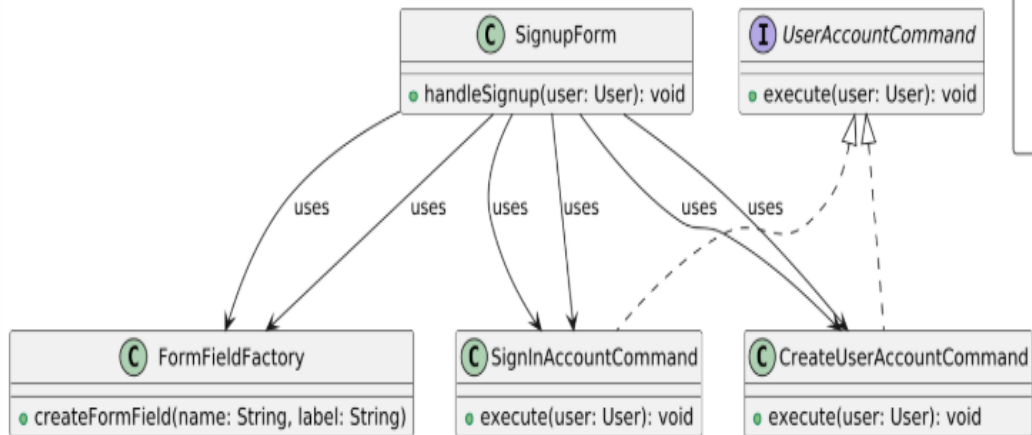 C SignupForm
handleSignup(user: User): void
I UserAccountCommand
execute(user: User): void
uses uses uses uses uses uses
C FormFieldFactory
createFormField(name: String, label: String)
C SignInAccountCommand
execute(user: User): void
C CreateUserAccountCommand
execute(user: User): void